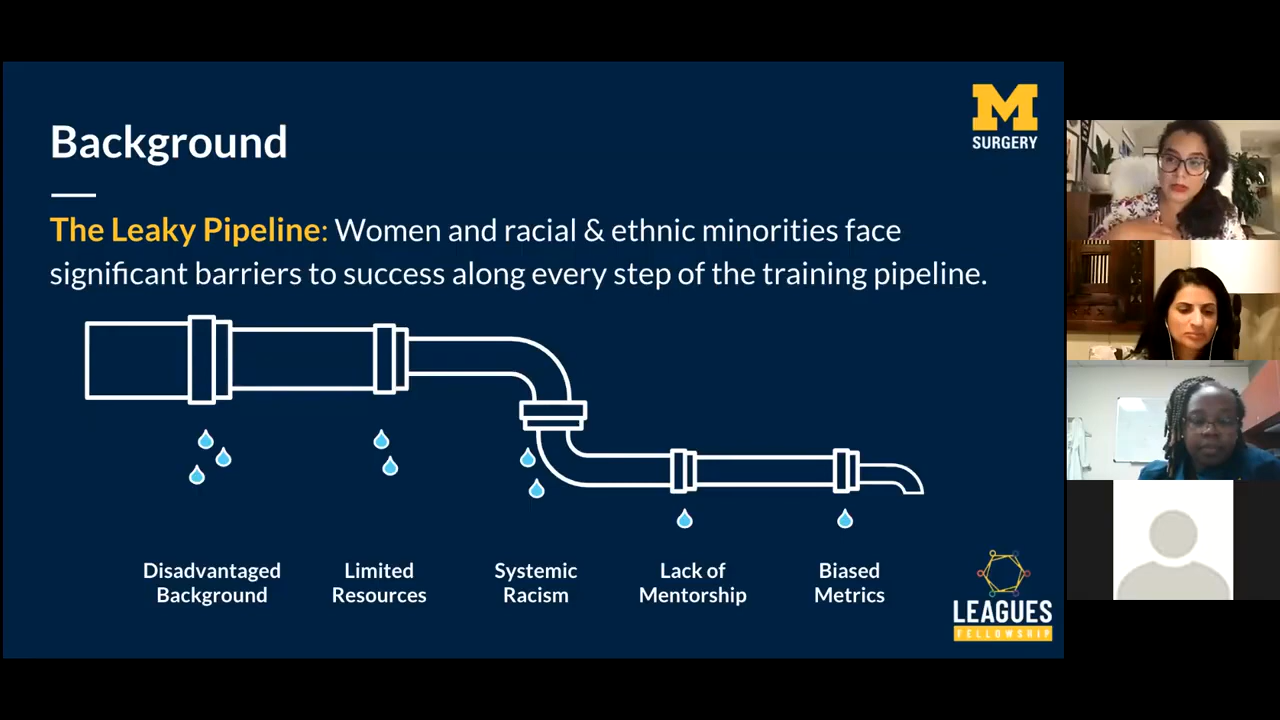 M
SURGERY
Background
The Leaky Pipeline: Women and racial & ethnic minorities face
significant barriers to success along every step of the training pipeline.
Disadvantaged
Background
Limited
Resources
Systemic
Racism
Lack of
Mentorship
Biased
Metrics
LEAGUES
FELLOWSHIP